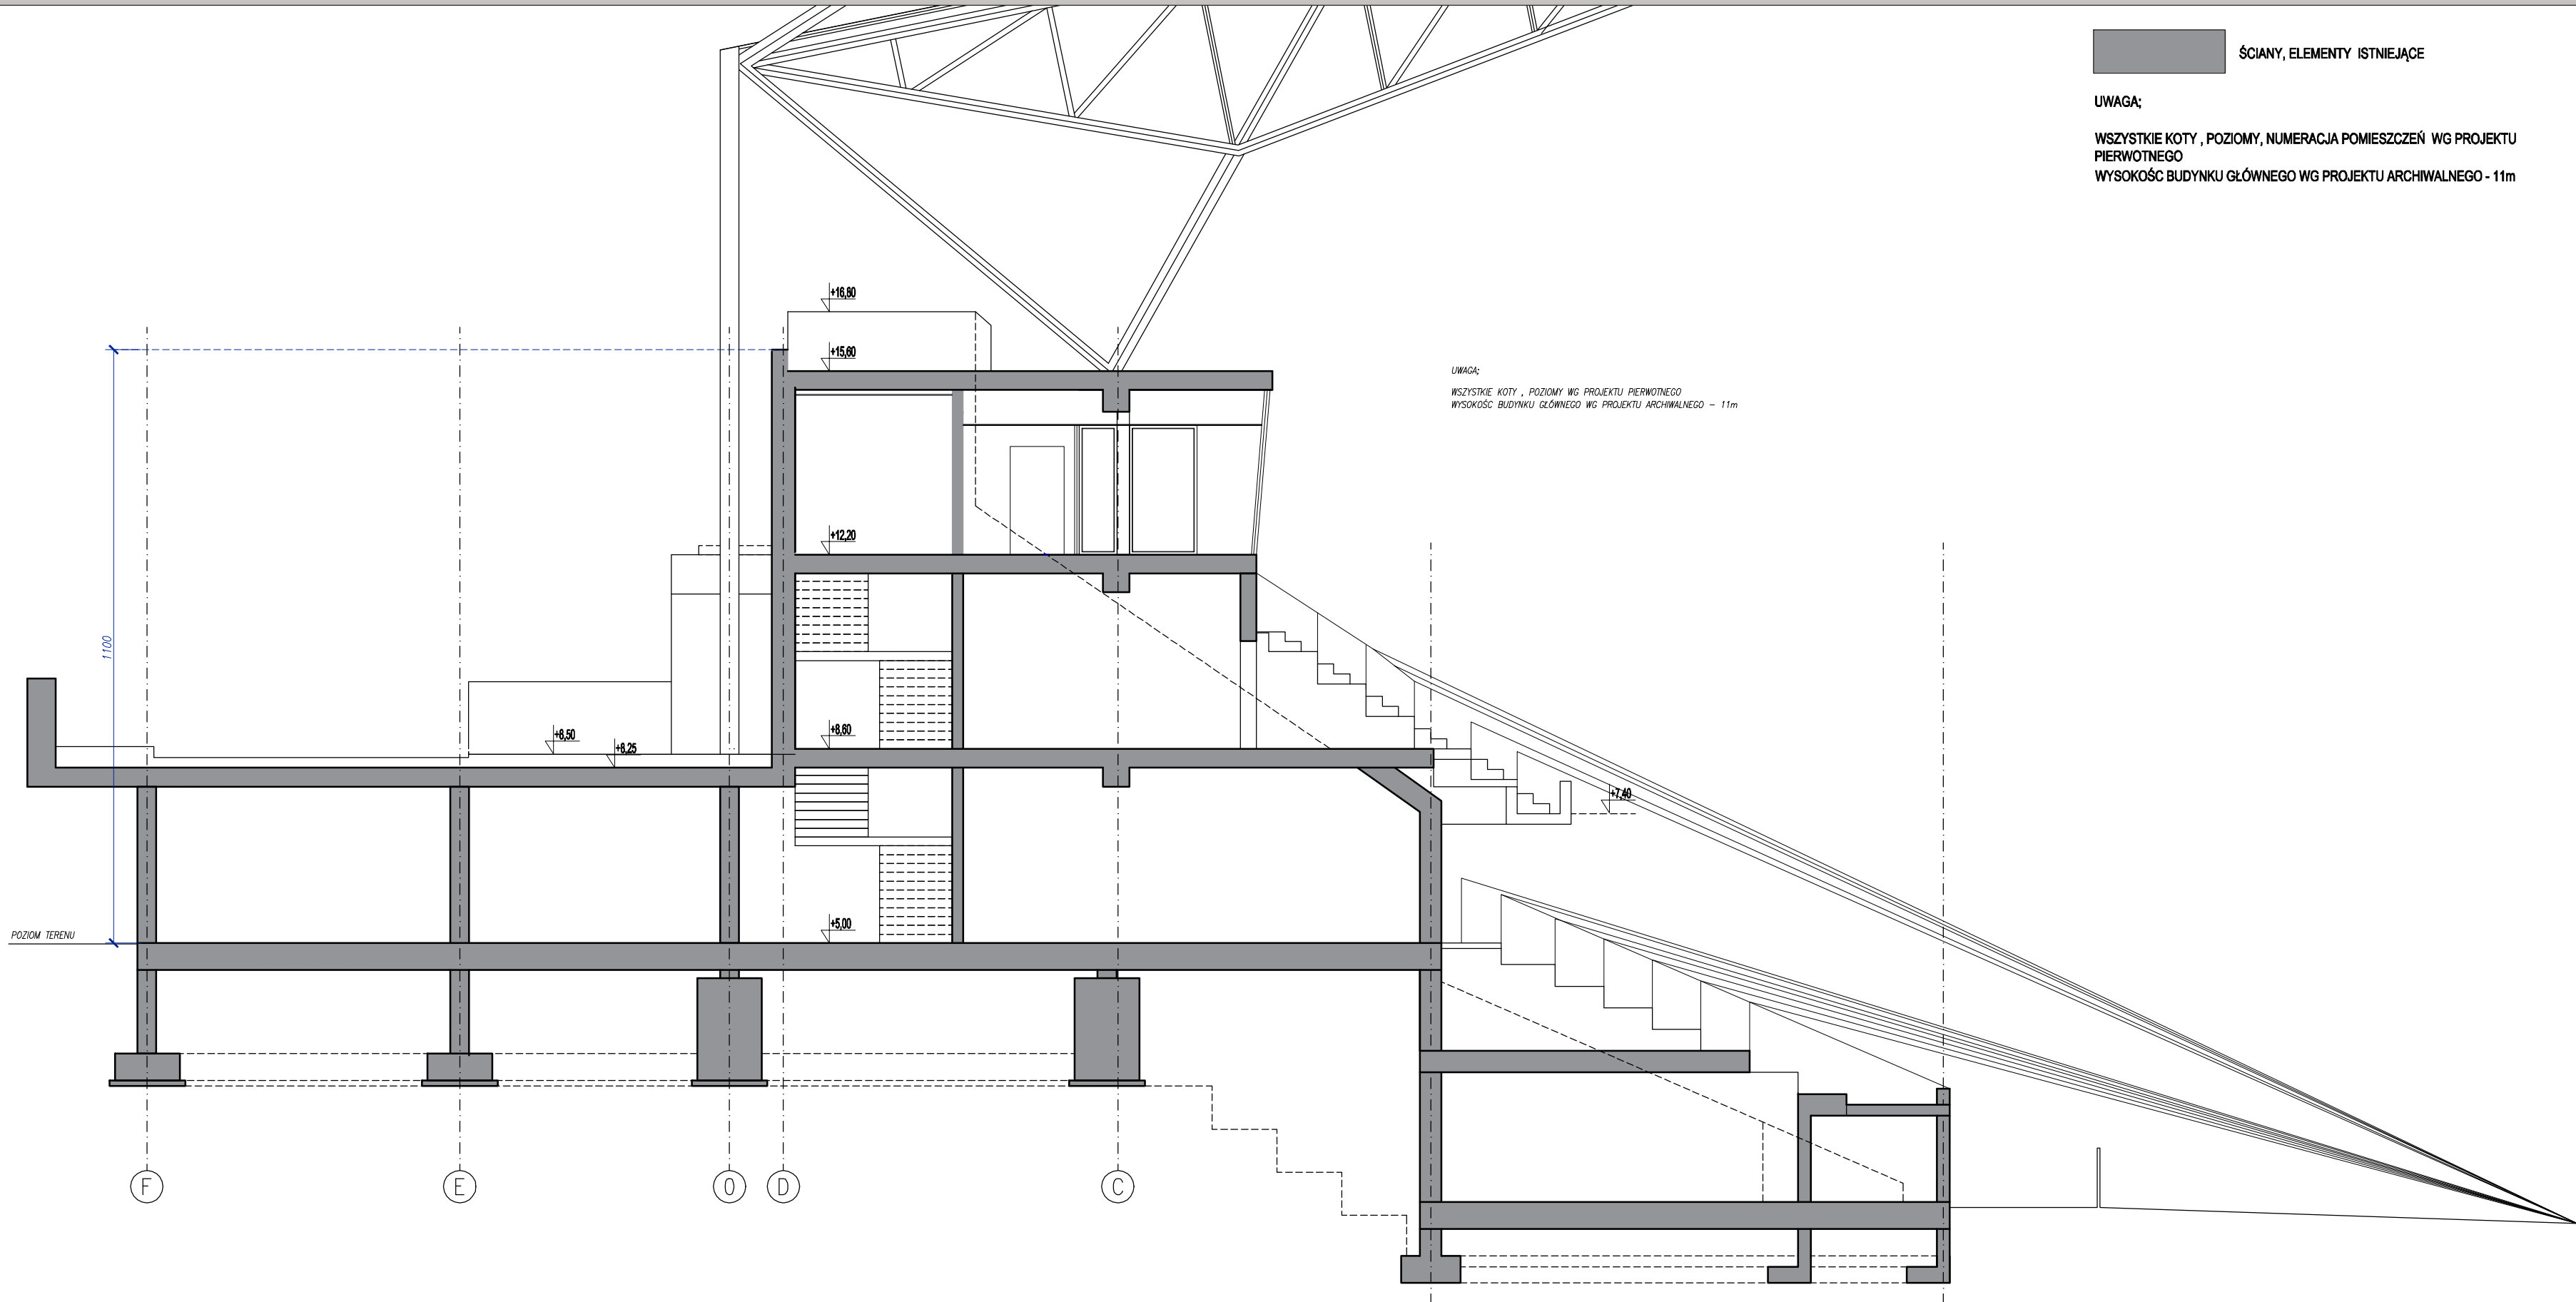 ŚCIANY, ELEMENTY ISTNIEJĄCE
UWAGA;
WSZYSTKIE KOTY , POZIOMY, NUMERACJA POMIESZCZEŃ WG PROJEKTU
PIERWOTNEGO
WYSOKOŚC BUDYNKU GŁÓWNEGO WG PROJEKTU ARCHIWALNEGO - 11m
+16,80
+15,60
UWAGA;
WSZYSTKIE KOTY , POZIOMY WG PROJEKTU PIERWOTNEGO
WYSOKOŚC BUDYNKU GŁÓWNEGO WG PROJEKTU ARCHIWALNEGO – 11m
+12,20
1100
+8,50
+8,25
+8,60
+7,40
POZIOM TERENU
+5,00
F
E
O
D
C